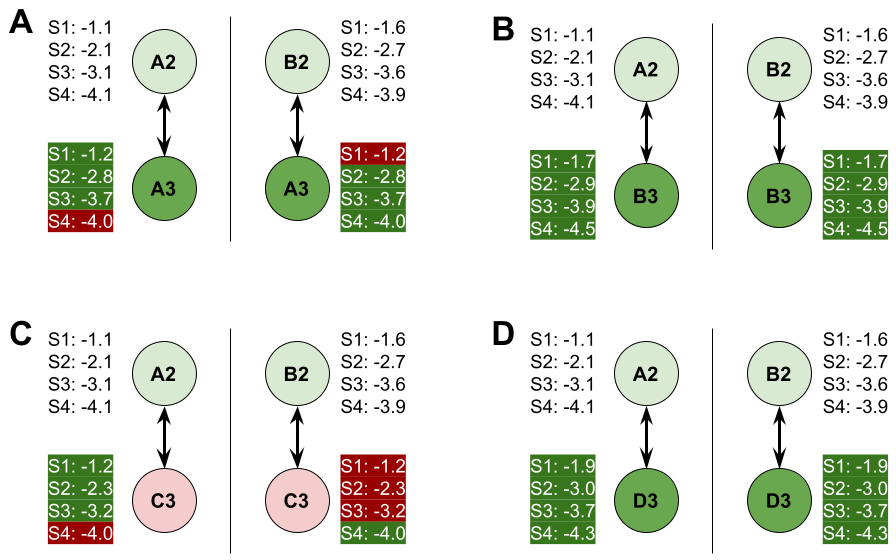 A
S1: -1.1
S2: -2.1
S3: -3.1
S4: -4.1
A2
S1: -1.2
S2: -2.8
S3: -3.7
S4: -4.0
A3
B2
S1: -1.6
S2: -2.7
S3: -3.6
S4: -3.9
A3
S1: -1.2
S2: -2.8
S3: -3.7
S4: -4.0
B
S1: -1.1
S2: -2.1
S3: -3.1
S4: -4.1
A2
S1: -1.7
S2: -2.9
S3: -3.9
S4: -4.5
B3
B2
S1: -1.6
S2: -2.7
S3: -3.6
S4: -3.9
B3
S1: -1.7
S2: -2.9
S3: -3.9
S4: -4.5
C
S1: -1.1
S2: -2.1
S3: -3.1
S4: -4.1
A2
S1: -1.2
S2: -2.3
S3: -3.2
S4: -4.0
C3
B2
S1: -1.6
S2: -2.7
S3: -3.6
S4: -3.9
C3
S1: -1.2
S2: -2.3
S3: -3.2
S4: -4.0
D
S1: -1.1
S2: -2.1
S3: -3.1
S4: -4.1
A2
S1: -1.9
S2: -3.0
S3: -3.7
S4: -4.3
D3
B2
S1: -1.6
S2: -2.7
S3: -3.6
S4: -3.9
D3
S1: -1.9
S2: -3.0
S3: -3.7
S4: -4.3